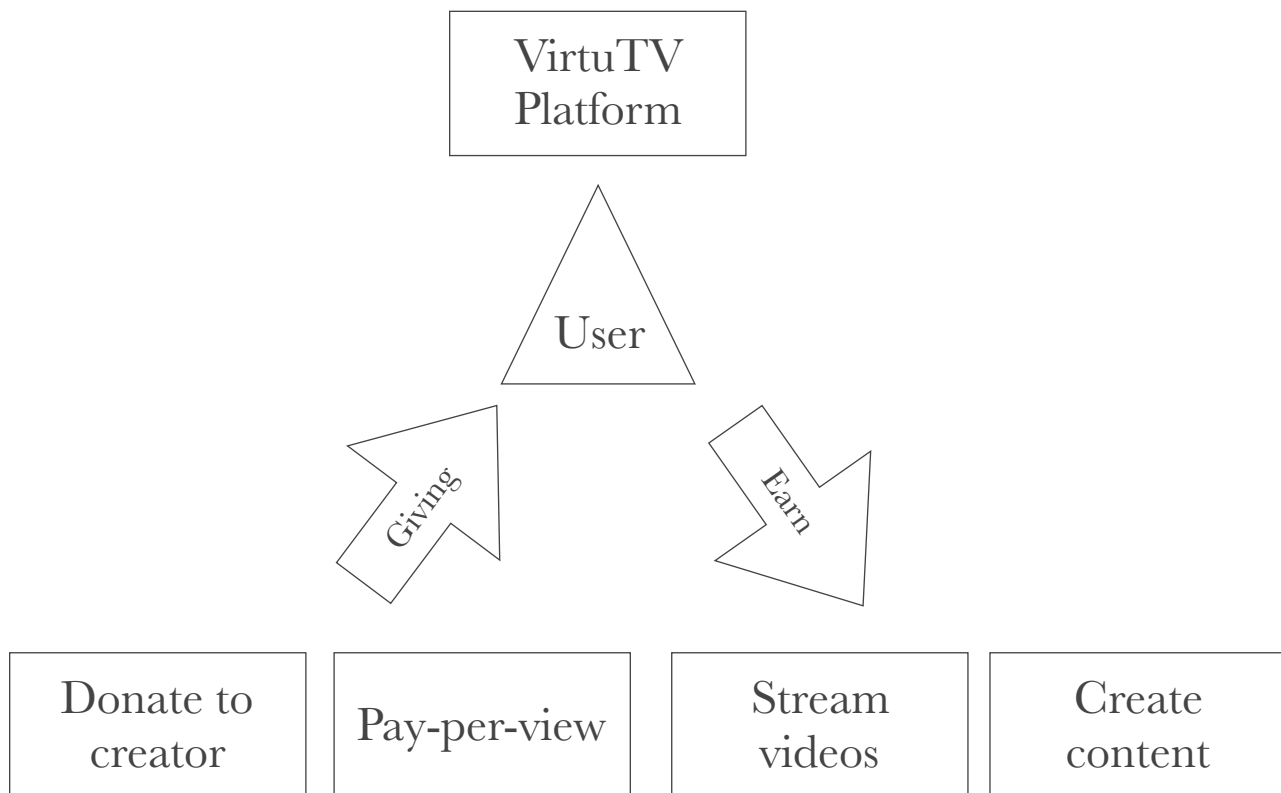 VirtuTV
Platform
User
Giving
Earn
Donate to
creator
Pay-per-view
Stream
videos
Create
content